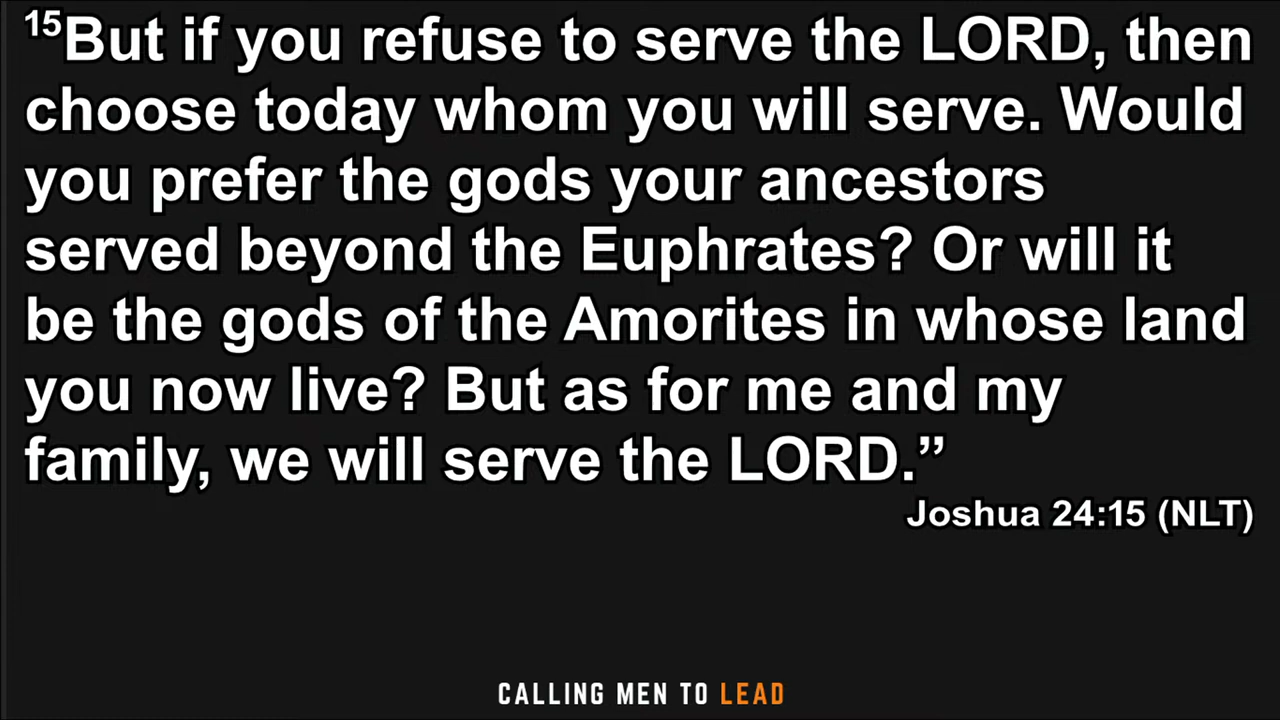 15But if you refuse to serve the LORD, then
choose today whom you will serve. Would
you prefer the gods your ancestors
served beyond the Euphrates? Or will it
be the gods of the Amorites in whose land
you now live? But as for me and my
family, we will serve the LORD.”
Joshua 24:15 (NLT)
CALLING MEN TO LEAD